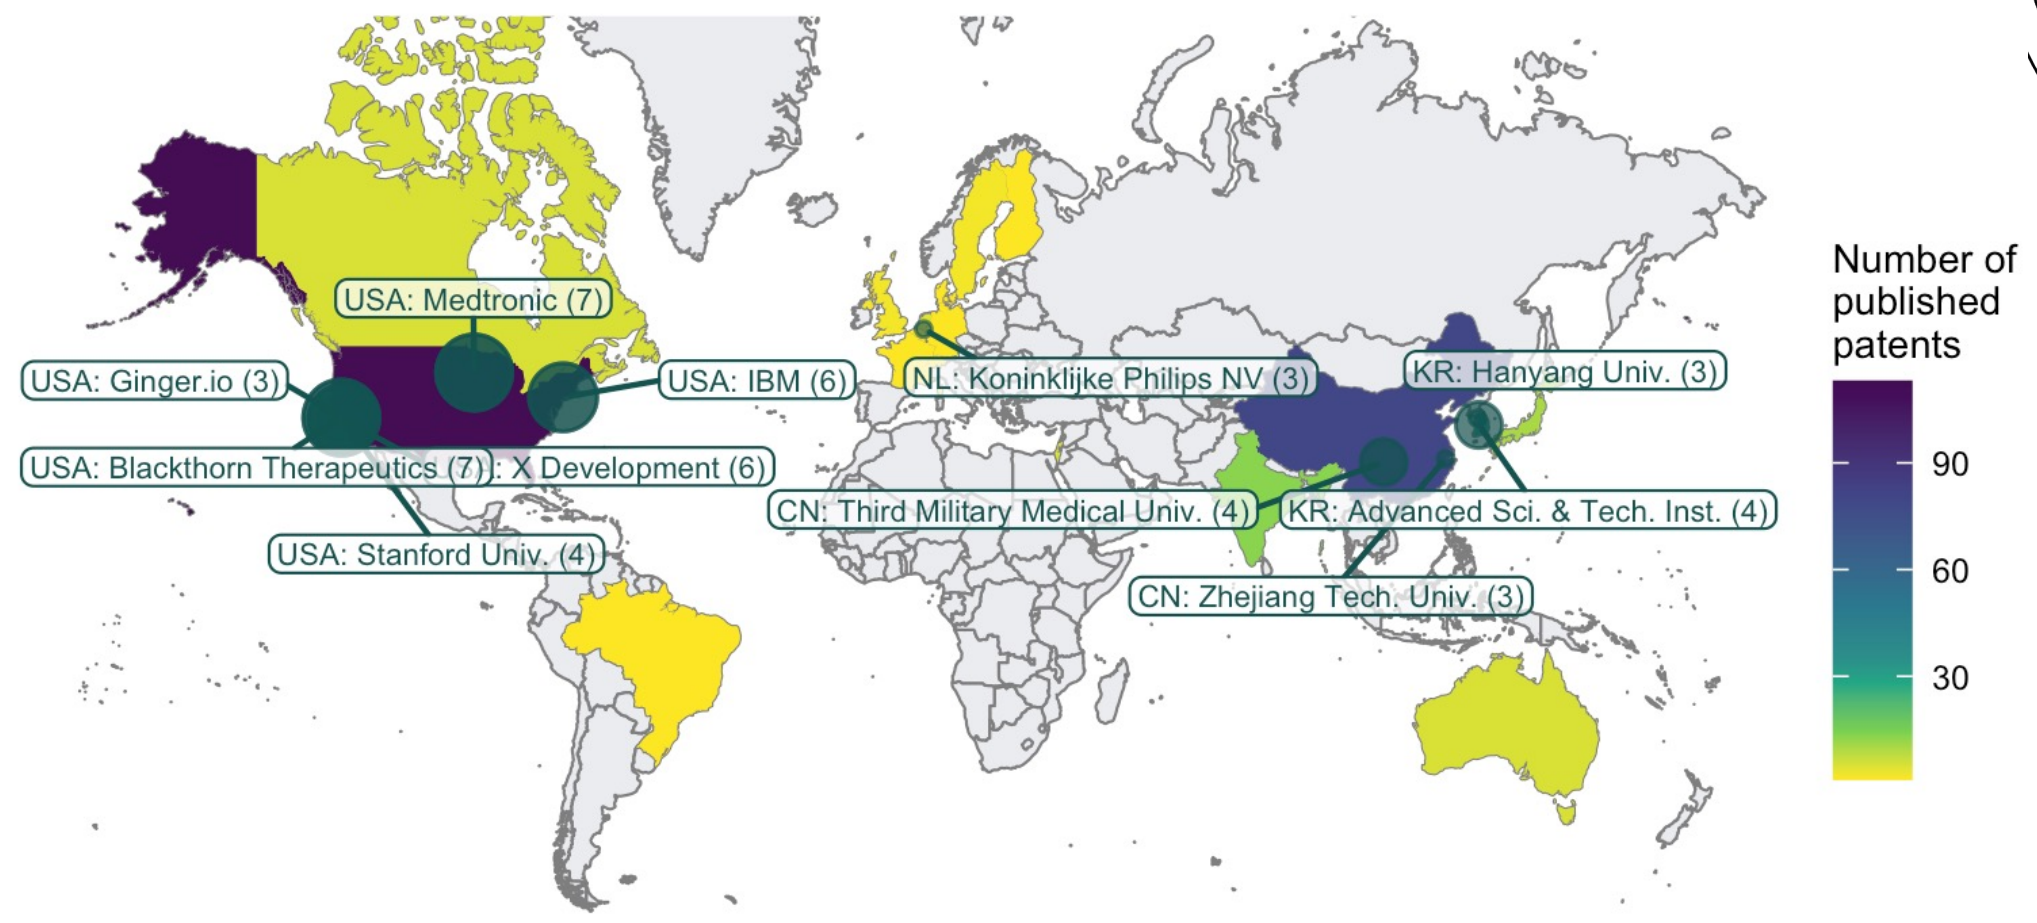 USA: Medtronic (7)
USA: Ginger.io (3)
USA: IBM (6)
USA: Blackthorn Therapeutics (7)
USA: X Development (6)
USA: Stanford Univ. (4)
NL: Koninklijke Philips NV (3)
KR: Hanyang Univ. (3)
CN: Third Military Medical Univ. (4)
KR: Advanced Sci. & Tech. Inst. (4)
CN: Zhejiang Tech. Univ. (3)
Number of
published
patents
90
60
30